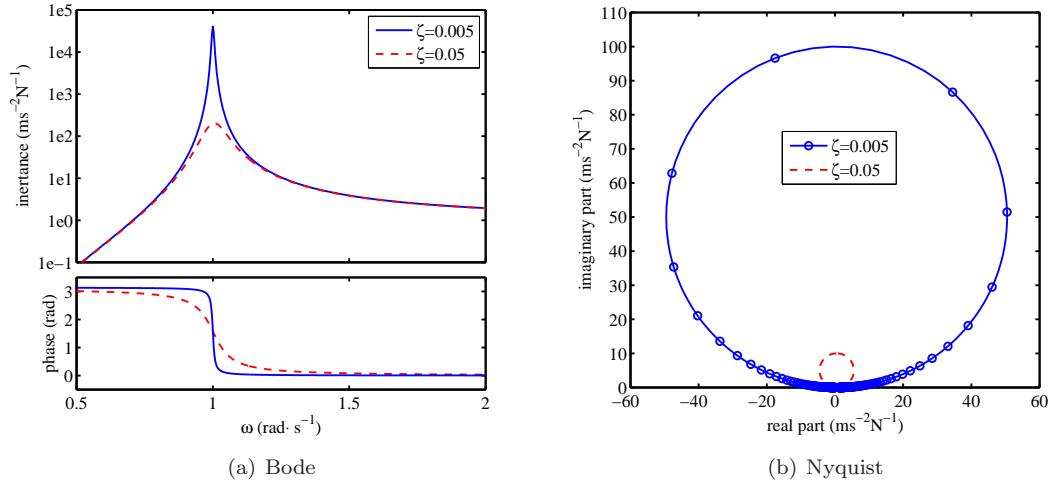 1e5
1e4
1e3
1e2
1e1
1e0
1e-1
inertance (ms⁻²N⁻¹)
ζ=0.005
ζ=0.05
3
2
1
0
phase (rad)
0.5
1
1.5
2
ω (rad· s⁻¹)
(a) Bode
100
90
80
70
60
50
40
30
20
10
0
imaginary part (ms⁻²N⁻¹)
ζ=0.005
ζ=0.05
−60
−40
−20
0
20
40
60
real part (ms⁻²N⁻¹)
(b) Nyquist